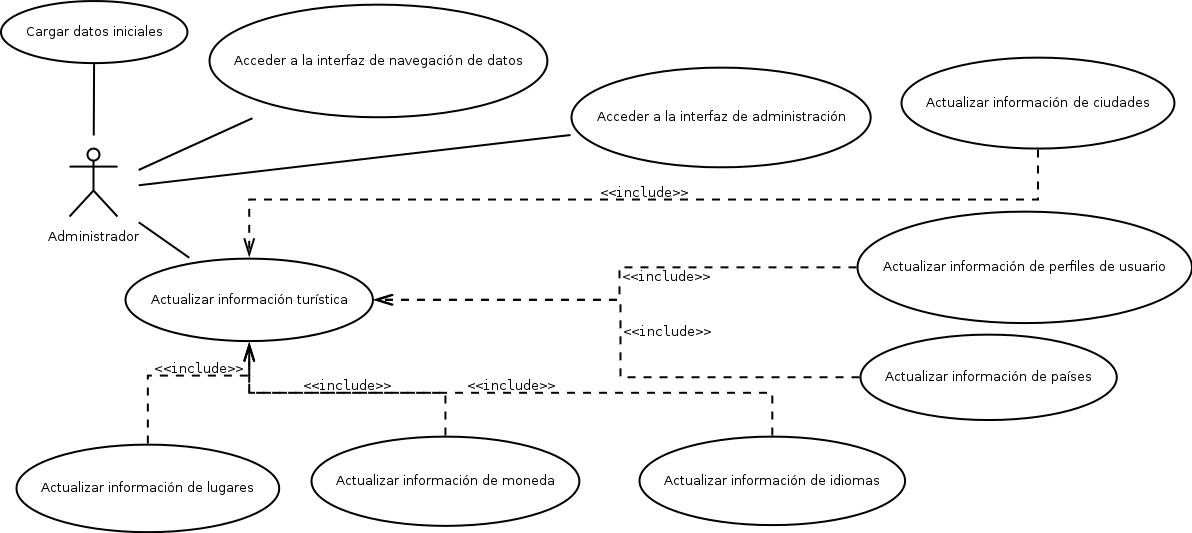 Cargar datos iniciales
Acceder a la interfaz de navegación de datos
Acceder a la interfaz de administración
Actualizar información de ciudades
<<include>>
Administrador
Actualizar información de perfiles de usuario
<<include>>
Actualizar información turística
<<include>>
<<include>>
Actualizar información de países
<<include>>
<<include>>
Actualizar información de lugares
Actualizar información de moneda
Actualizar información de idiomas